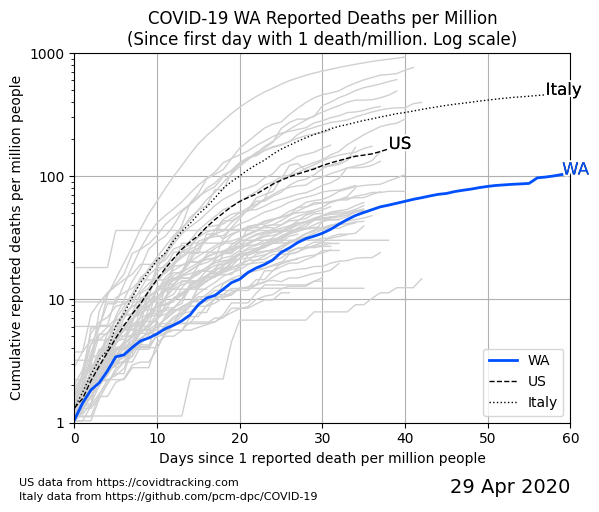 COVID-19 WA Reported Deaths per Million
(Since first day with 1 death/million. Log scale)
Cumulative reported deaths per million people
1000
100
10
1
Italy
US
WA
WA
US
Italy
0 10 20 30 40 50 60
Days since 1 reported death per million people
US data from https://covidtracking.com
Italy data from https://github.com/pcm-dpc/COVID-19
29 Apr 2020